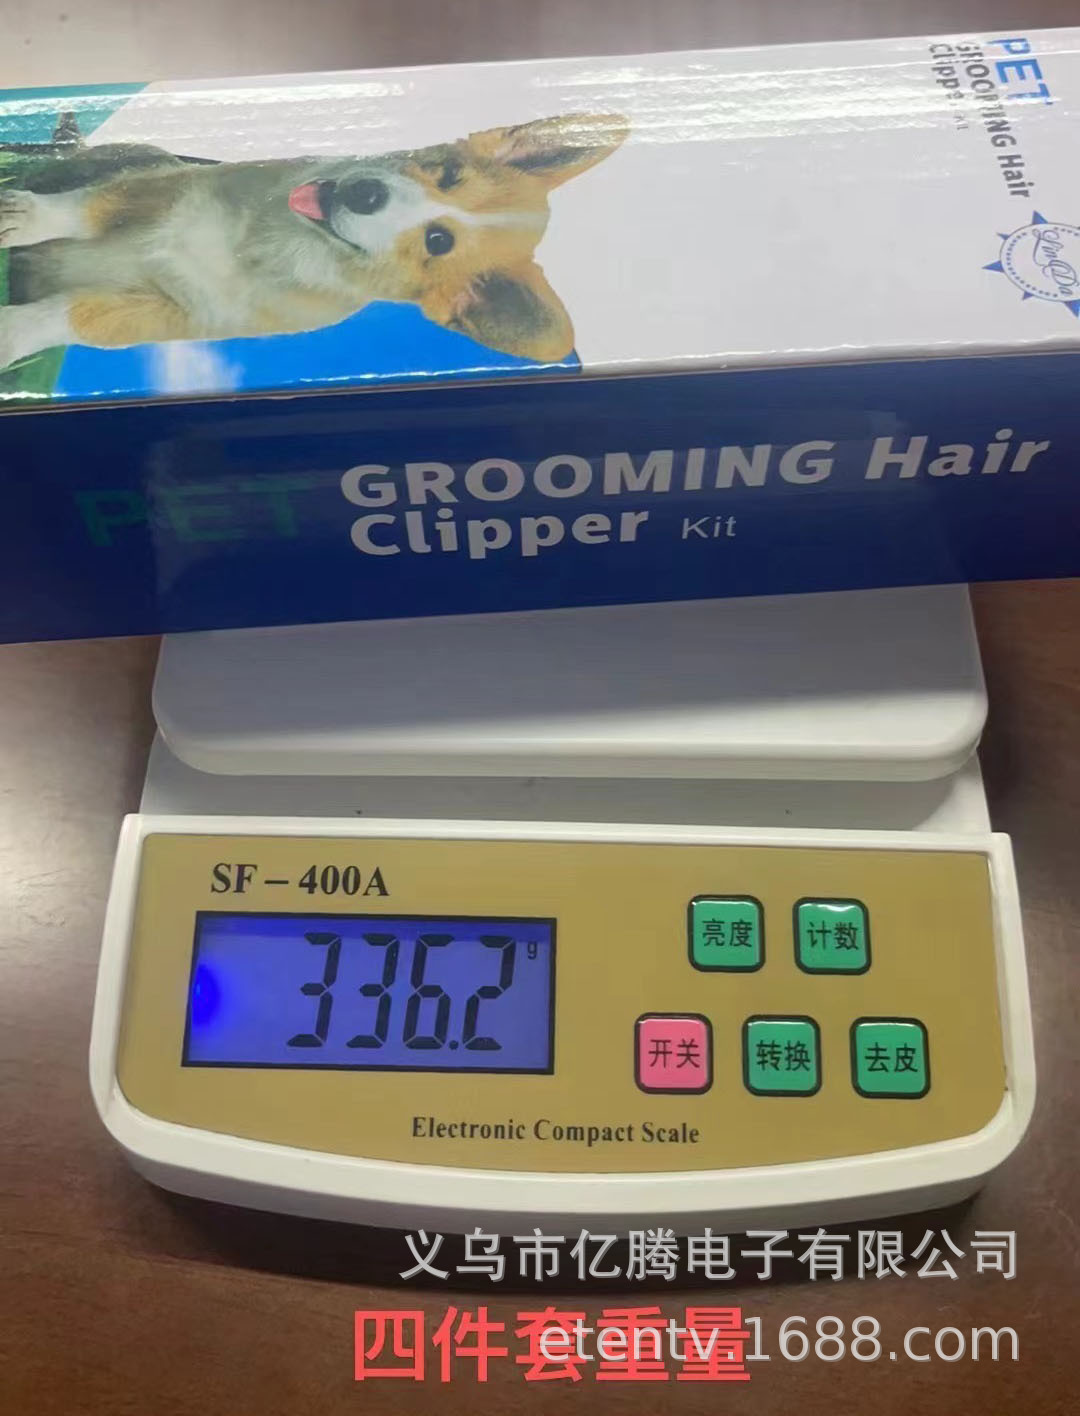 PET
GROOMING Hair
LinDa
PET GROOMING Hair
Clipper Kit
SF-400A
336.2 g
亮度 计数
开关 转换 去皮
Electronic Compact Scale
义乌市亿腾电子有限公司
四件套重量
etentv.1688.com